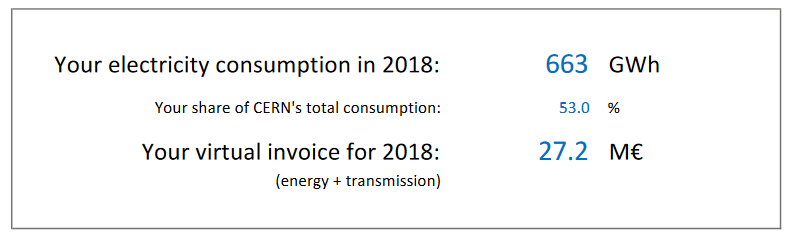 Your electricity consumption in 2018: 663 GWh
Your share of CERN's total consumption: 53.0 %
Your virtual invoice for 2018: 27.2 M€
(energy + transmission)